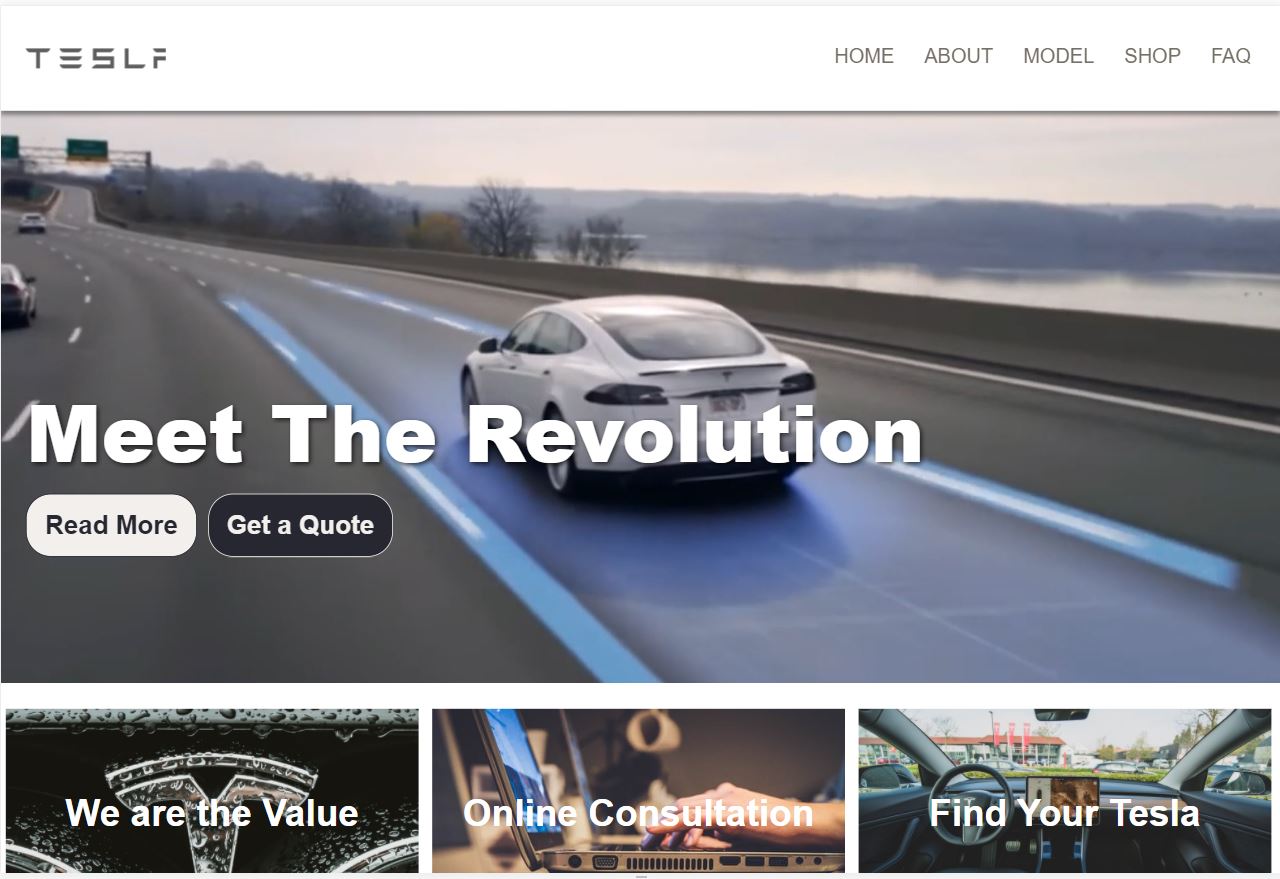 TESLF
HOME ABOUT MODEL SHOP FAQ
Meet The Revolution
Read More Get a Quote
We are the Value Online Consultation Find Your Tesla